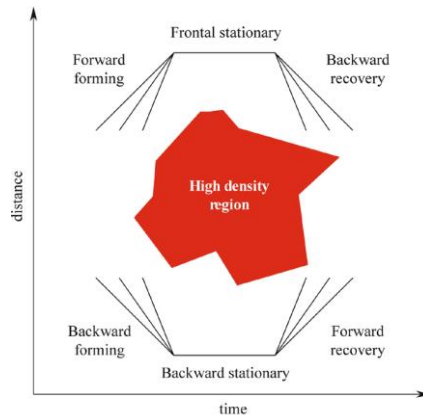 Frontal stationary
Forward
forming
Backward
recovery
High density
region
distance
Backward
forming
Forward
recovery
Backward stationary
time